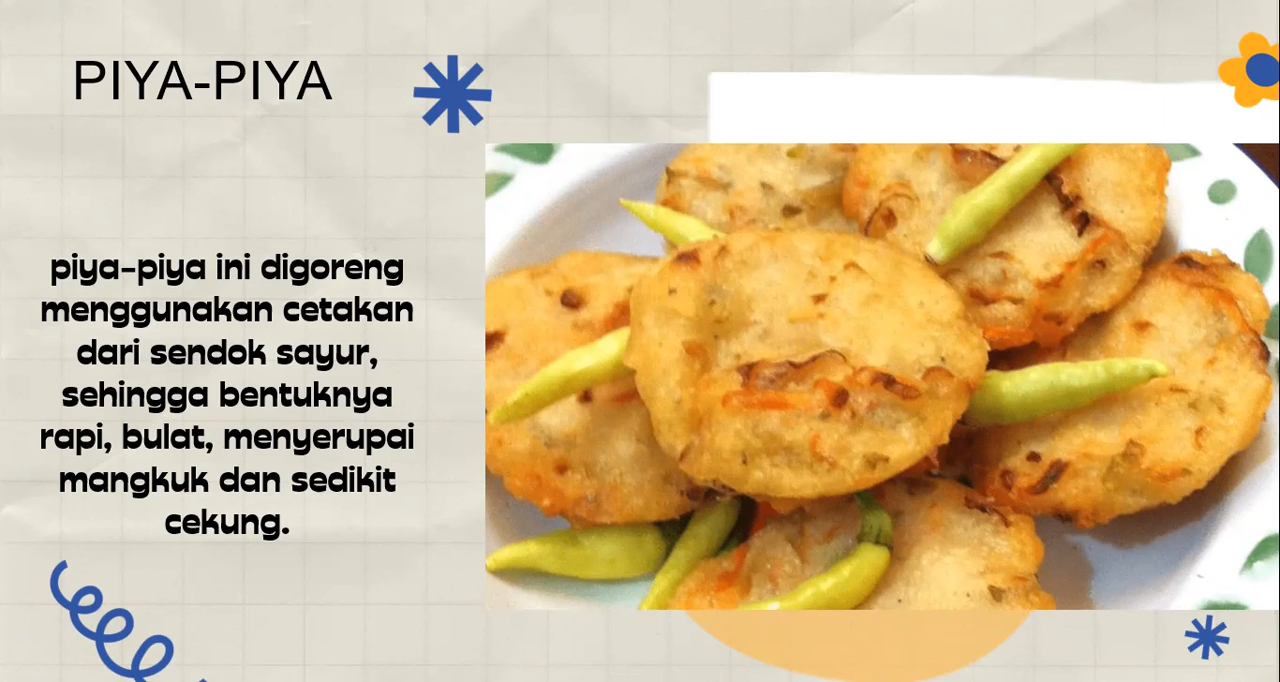 PIYA-PIYA
piya-piya ini digoreng
menggunakan cetakan
dari sendok sayur,
sehingga bentuknya
rapi, bulat, menyerupai
mangkuk dan sedikit
cekung.